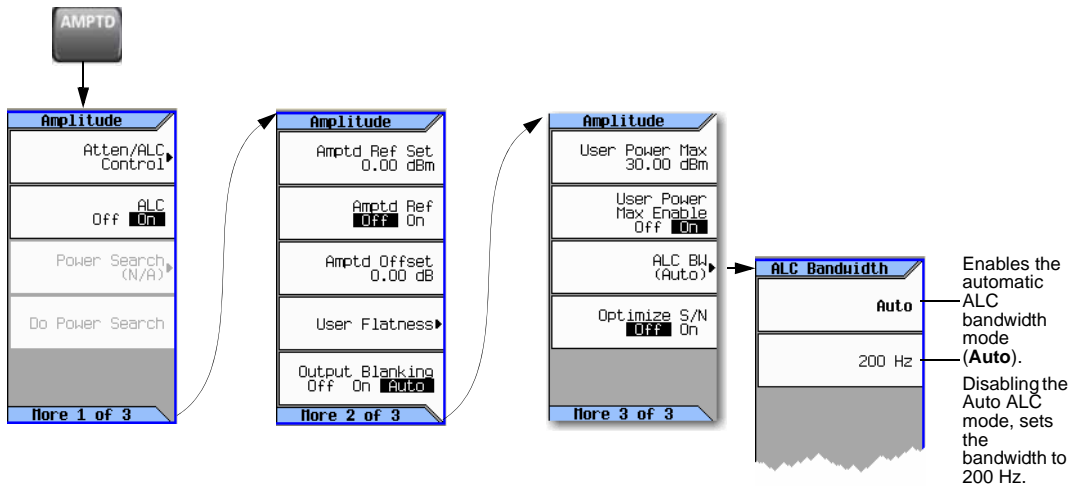 AMPTD
Amplitude
Atten/ALC
Control
ALC
Off On
Power Search
(N/A)
Do Power Search
More 1 of 3
Amplitude
Amptd Ref Set
0.00 dBm
Amptd Ref
Off On
Amptd Offset
0.00 dB
User Flatness
Output Blanking
Off On Auto
More 2 of 3
Amplitude
User Power Max
30.00 dBm
User Power
Max Enable
Off On
ALC BW
(Auto)
Optimize S/N
Off On
More 3 of 3
ALC Bandwidth
Auto
200 Hz
Enables the
automatic
ALC
bandwidth
mode
(Auto).
Disabling the
Auto ALC
mode, sets
the
bandwidth to
200 Hz.